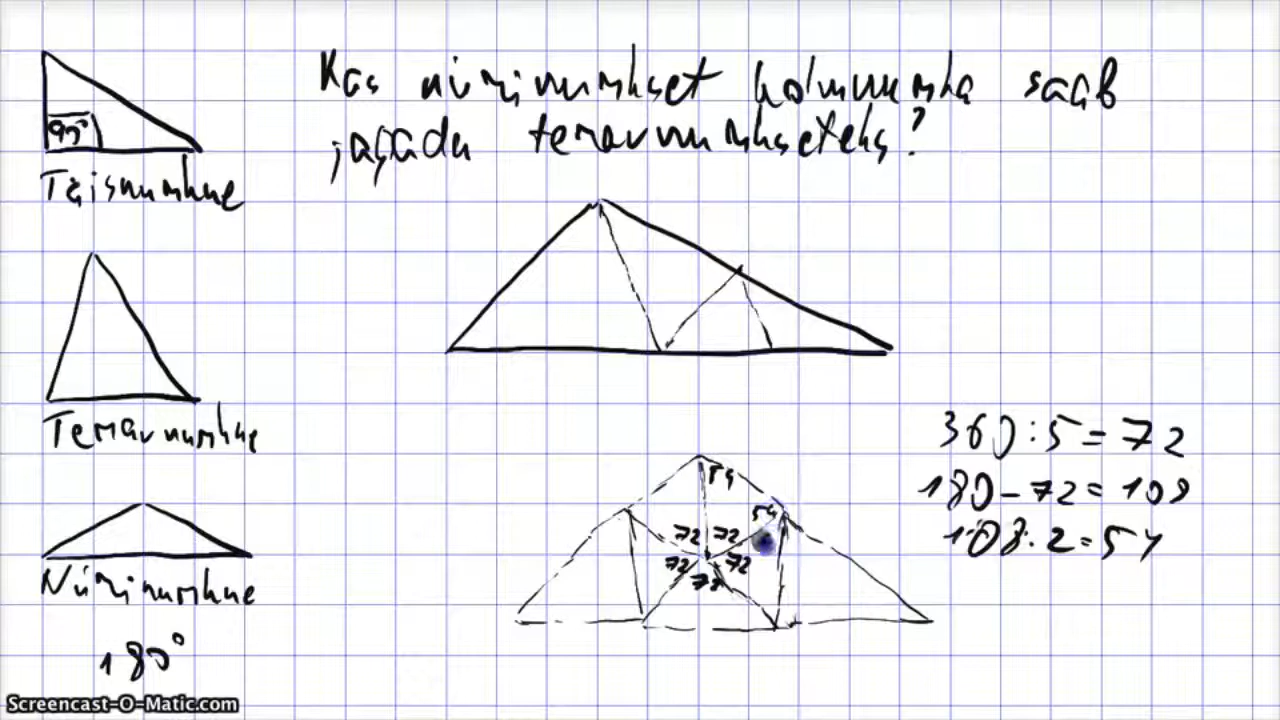 Kas nürinurkset kolmnurka saab
jagada teravnurkseteks?
90°
Täisnurkne
Teravnurkne
Nürinurkne
180°
54
54
72 72
72 72
72
360:5=72
180-72=108
108:2=54
Screencast-O-Matic.com